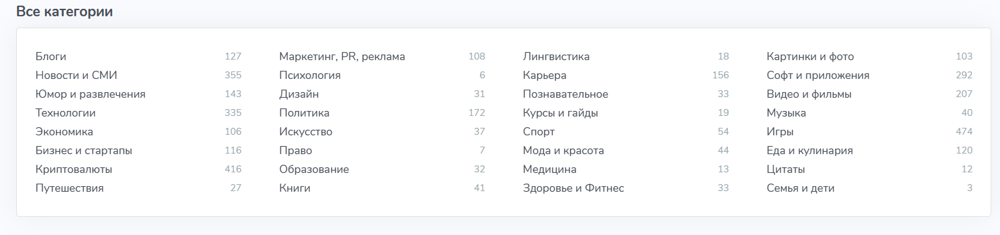 Все категории
Блоги 127
Новости и СМИ 355
Юмор и развлечения 143
Технологии 335
Экономика 106
Бизнес и стартапы 116
Криптовалюты 416
Путешествия 27
Маркетинг, PR, реклама 108
Психология 6
Дизайн 31
Политика 172
Искусство 37
Право 7
Образование 32
Книги 41
Лингвистика 18
Карьера 156
Познавательное 33
Курсы и гайды 19
Спорт 54
Мода и красота 44
Медицина 13
Здоровье и Фитнес 33
Картинки и фото 103
Софт и приложения 292
Видео и фильмы 207
Музыка 40
Игры 474
Еда и кулинария 120
Цитаты 12
Семья и дети 3